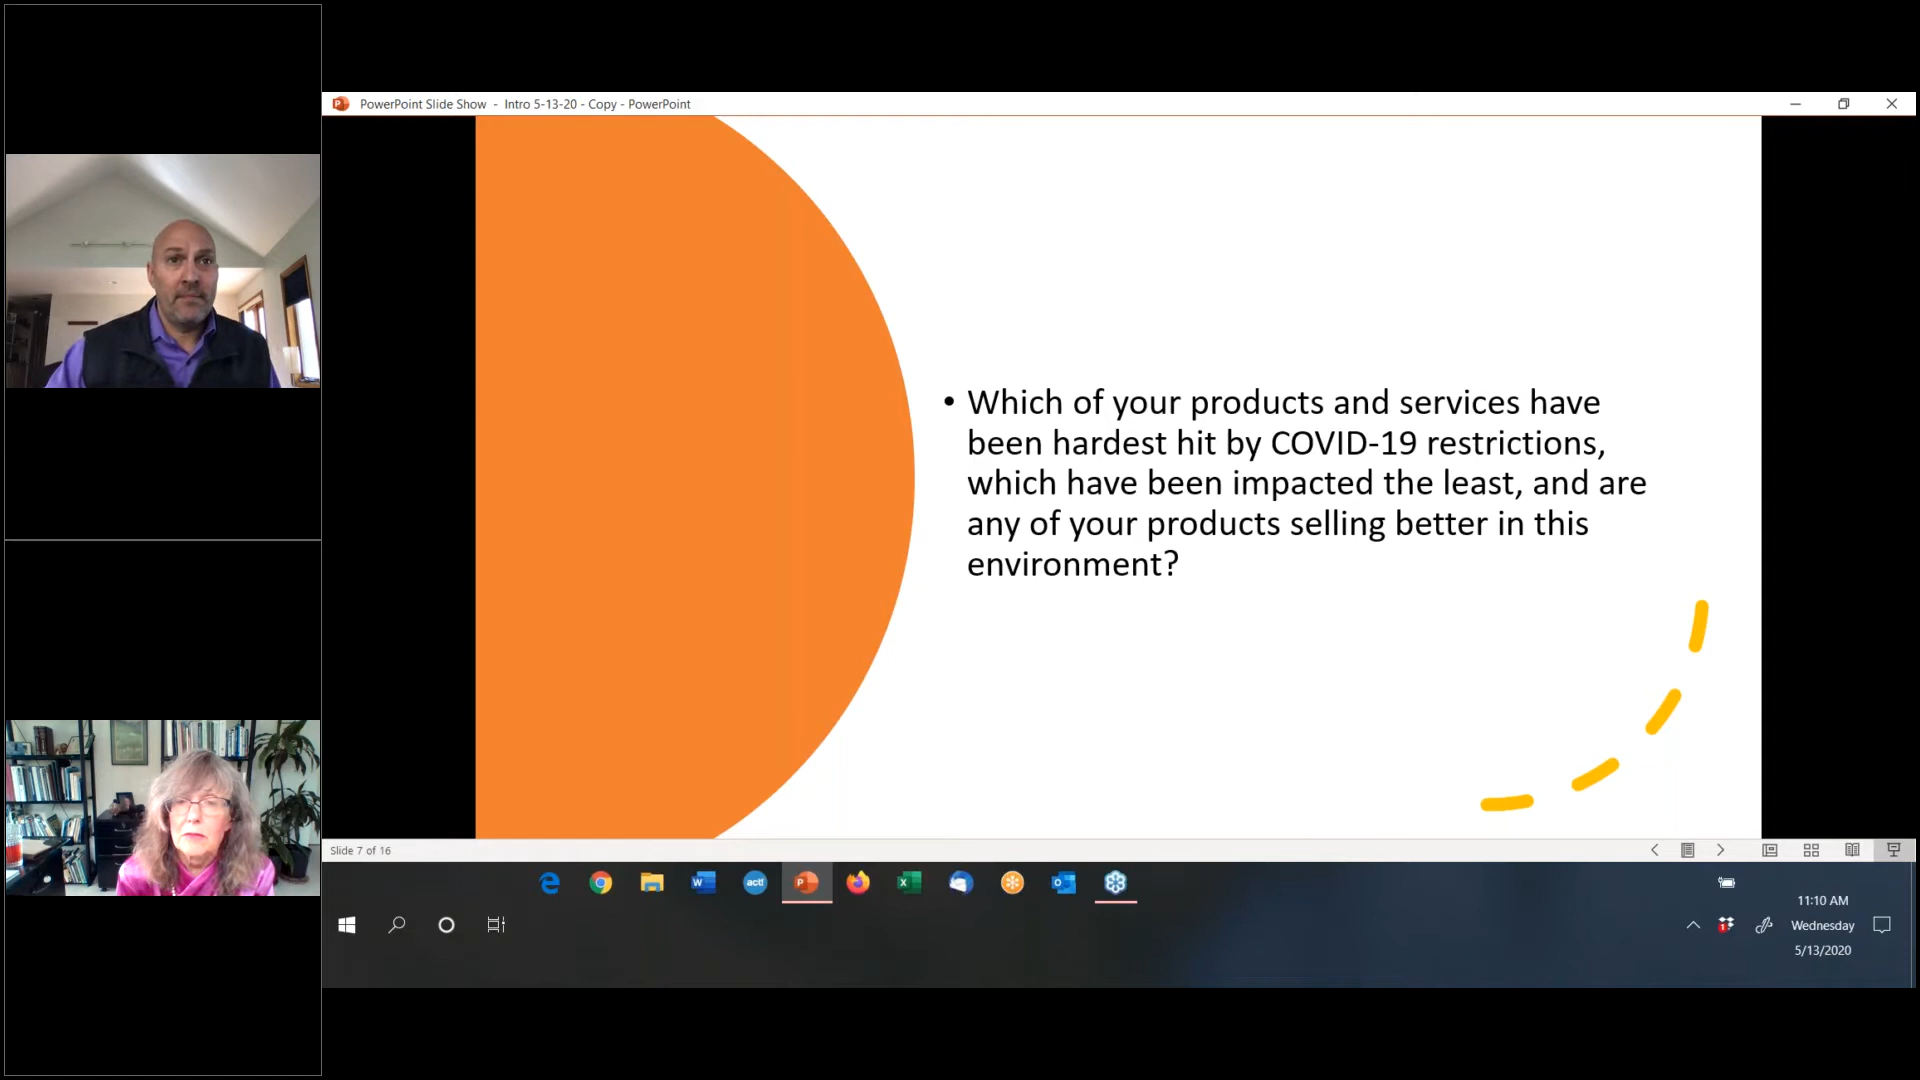 PowerPoint Slide Show - Intro 5-13-20 - Copy - PowerPoint
• Which of your products and services have
been hardest hit by COVID-19 restrictions,
which have been impacted the least, and are
any of your products selling better in this
environment?
Slide 7 of 16
act!
11:10 AM
Wednesday
5/13/2020